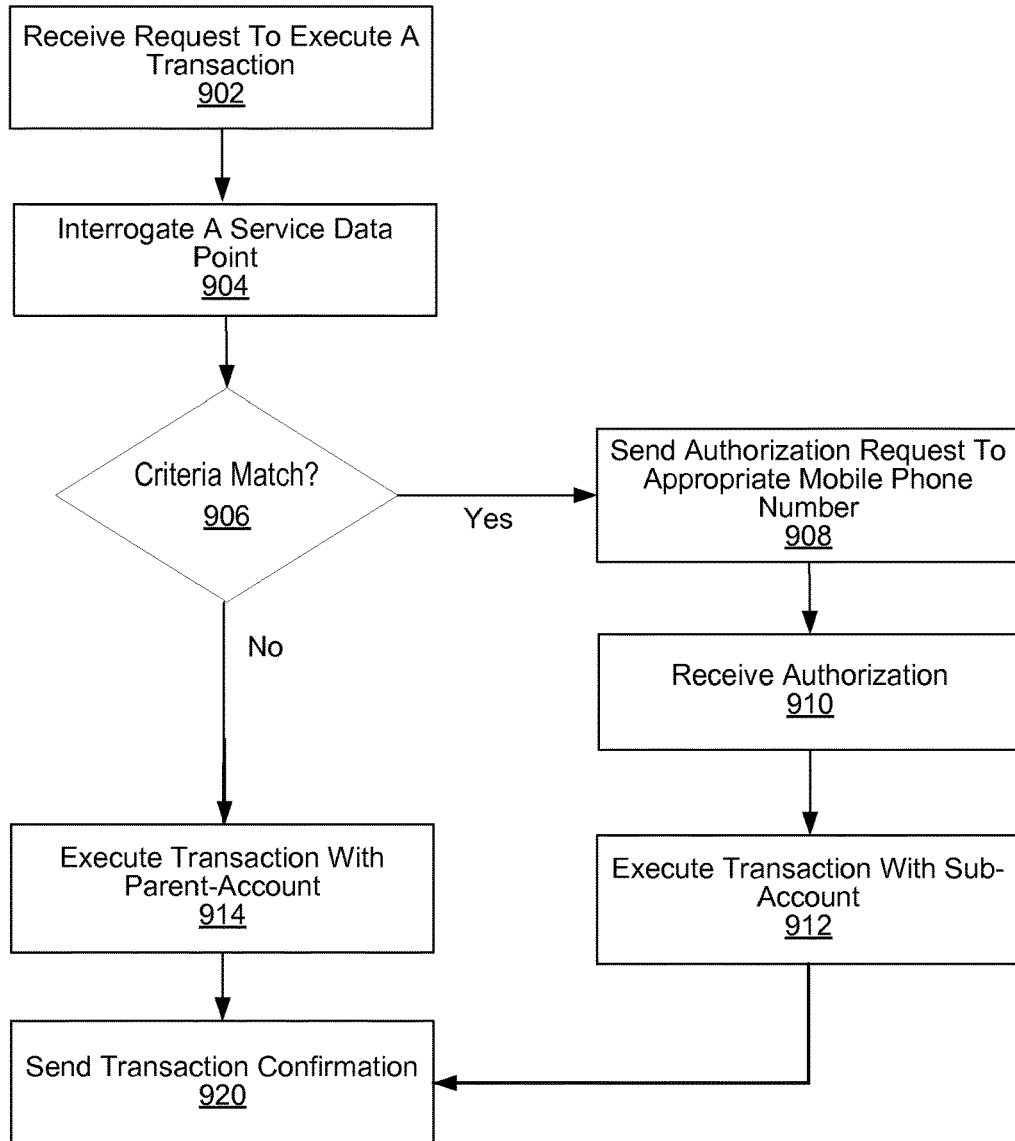 Receive Request To Execute A
Transaction
902
Interrogate A Service Data
Point
904
Criteria Match?
906
Yes
No
Send Authorization Request To
Appropriate Mobile Phone
Number
908
Receive Authorization
910
Execute Transaction With Sub-
Account
912
Execute Transaction With
Parent-Account
914
Send Transaction Confirmation
920